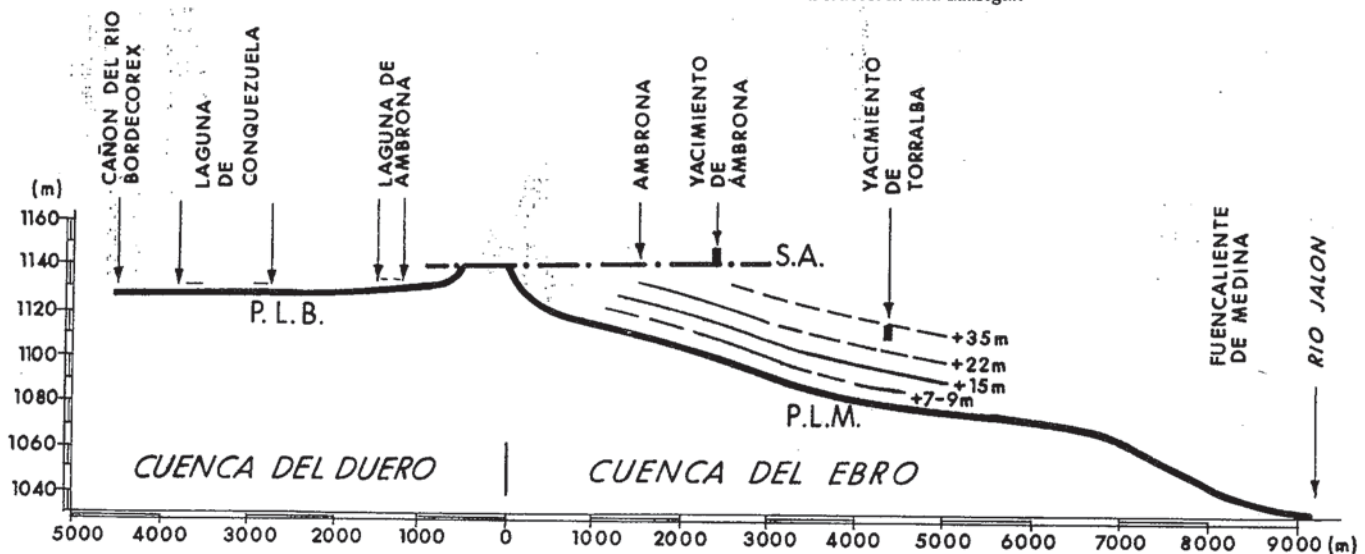 CAÑON DEL RIO
BORDECOREX
LAGUNA
DE
CONQUEZUELA
LAGUNA DE
AMBRONA
AMBRONA
YACIMIENTO
DE
AMBRONA
YACIMIENTO
DE
TORRALBA
FUENCALIENTE
DE MEDINA
RIO JALON
(m)
1160
1140
1120
1100
1080
1060
1040
S.A.
P.L.B.
+35m
+22m
+15m
+7-9m
P.L.M.
CUENCA DEL DUERO
CUENCA DEL EBRO
5000 4000 3000 2000 1000 0 1000 2000 3000 4000 5000 6000 7000 8000 9000 (m)